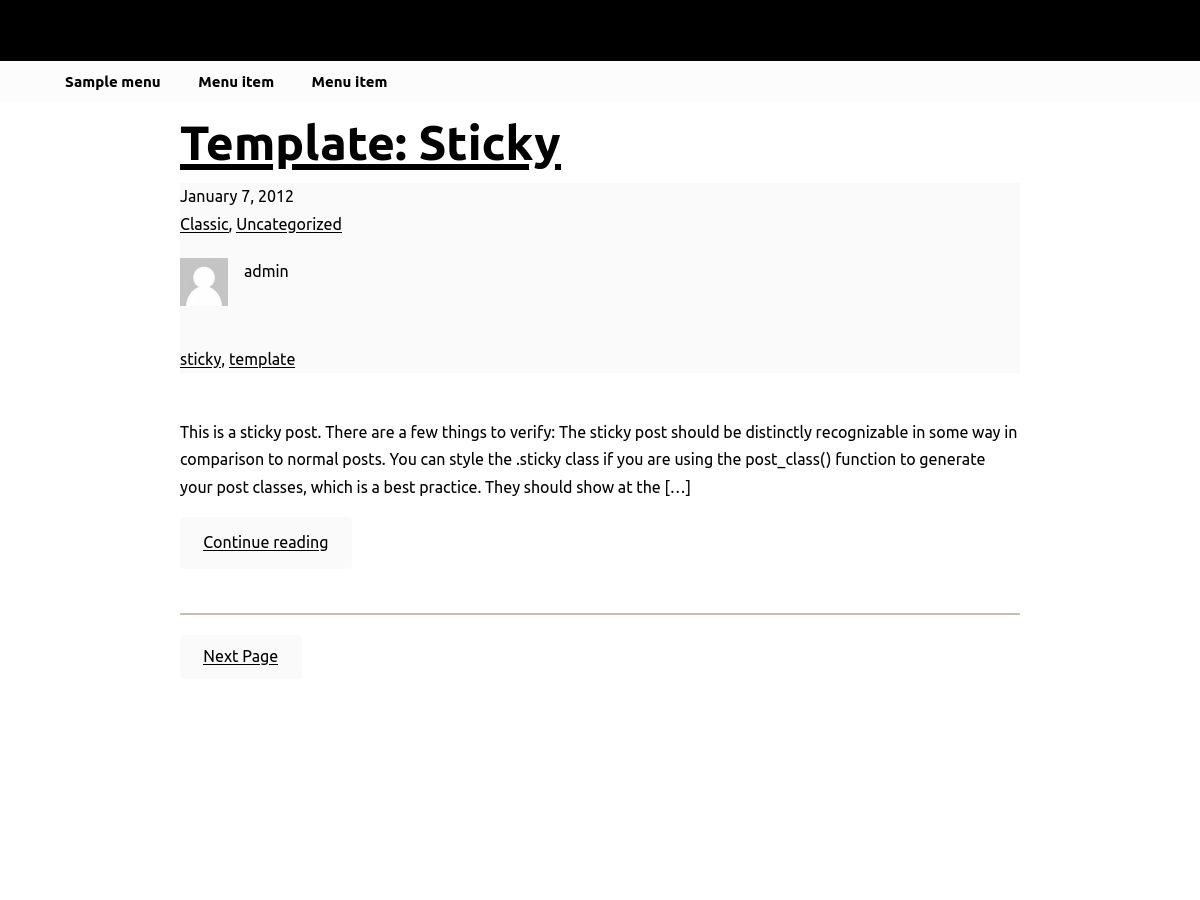 Sample menu Menu item Menu item
Template: Sticky
January 7, 2012
Classic, Uncategorized
admin
sticky, template
This is a sticky post. There are a few things to verify: The sticky post should be distinctly recognizable in some way in
comparison to normal posts. You can style the .sticky class if you are using the post_class() function to generate
your post classes, which is a best practice. They should show at the […]
Continue reading
Next Page